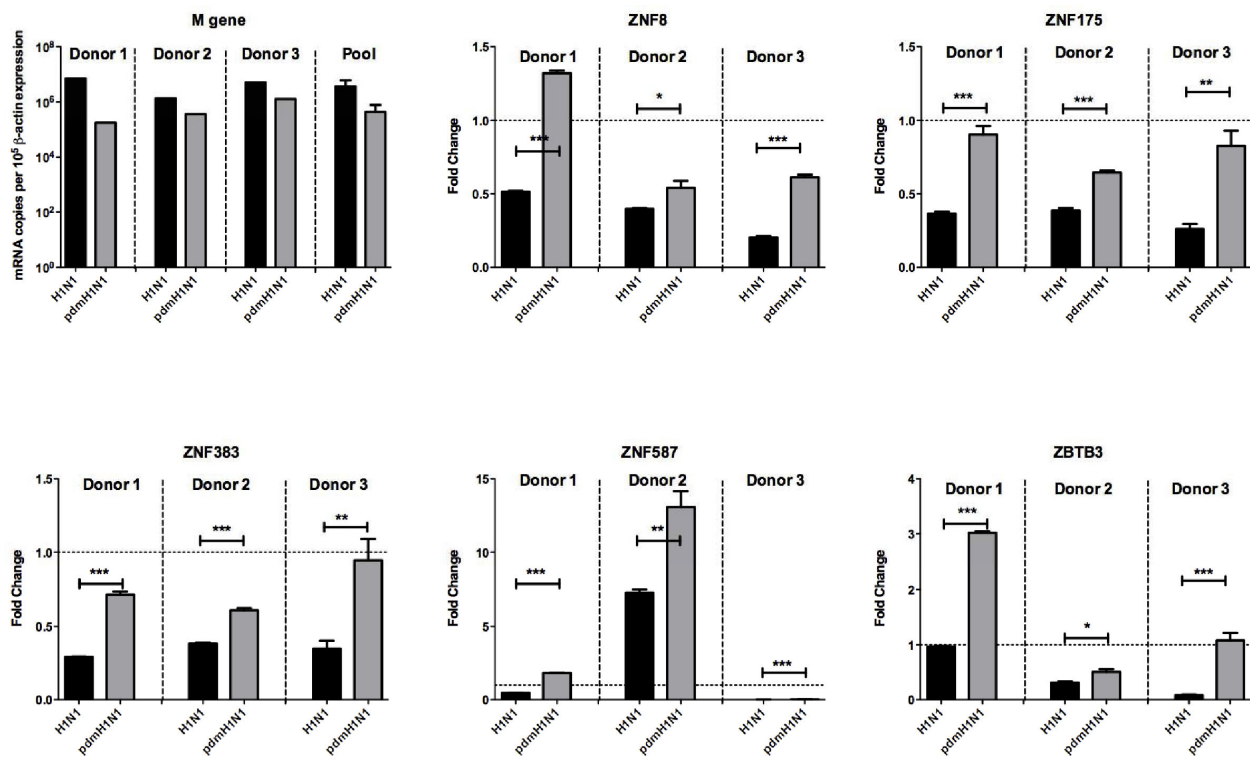 M gene
Donor 1 Donor 2 Donor 3 Pool
mRNA copies per 10⁵ β-actin expression
10⁸
10⁶
10⁴
10²
10⁰
H1N1 pdmH1N1 H1N1 pdmH1N1 H1N1 pdmH1N1 H1N1 pdmH1N1
ZNF8
Donor 1 Donor 2 Donor 3
Fold Change
1.5
1.0
0.5
0.0
*** * ***
H1N1 pdmH1N1 H1N1 pdmH1N1 H1N1 pdmH1N1
ZNF175
Donor 1 Donor 2 Donor 3
Fold Change
1.5
1.0
0.5
0.0
*** *** **
H1N1 pdmH1N1 H1N1 pdmH1N1 H1N1 pdmH1N1
ZNF383
Donor 1 Donor 2 Donor 3
Fold Change
1.5
1.0
0.5
0.0
*** *** **
H1N1 pdmH1N1 H1N1 pdmH1N1 H1N1 pdmH1N1
ZNF587
Donor 1 Donor 2 Donor 3
Fold Change
15
10
5
0
*** ** ***
H1N1 pdmH1N1 H1N1 pdmH1N1 H1N1 pdmH1N1
ZBTB3
Donor 1 Donor 2 Donor 3
Fold Change
4
3
2
1
0
*** * ***
H1N1 pdmH1N1 H1N1 pdmH1N1 H1N1 pdmH1N1